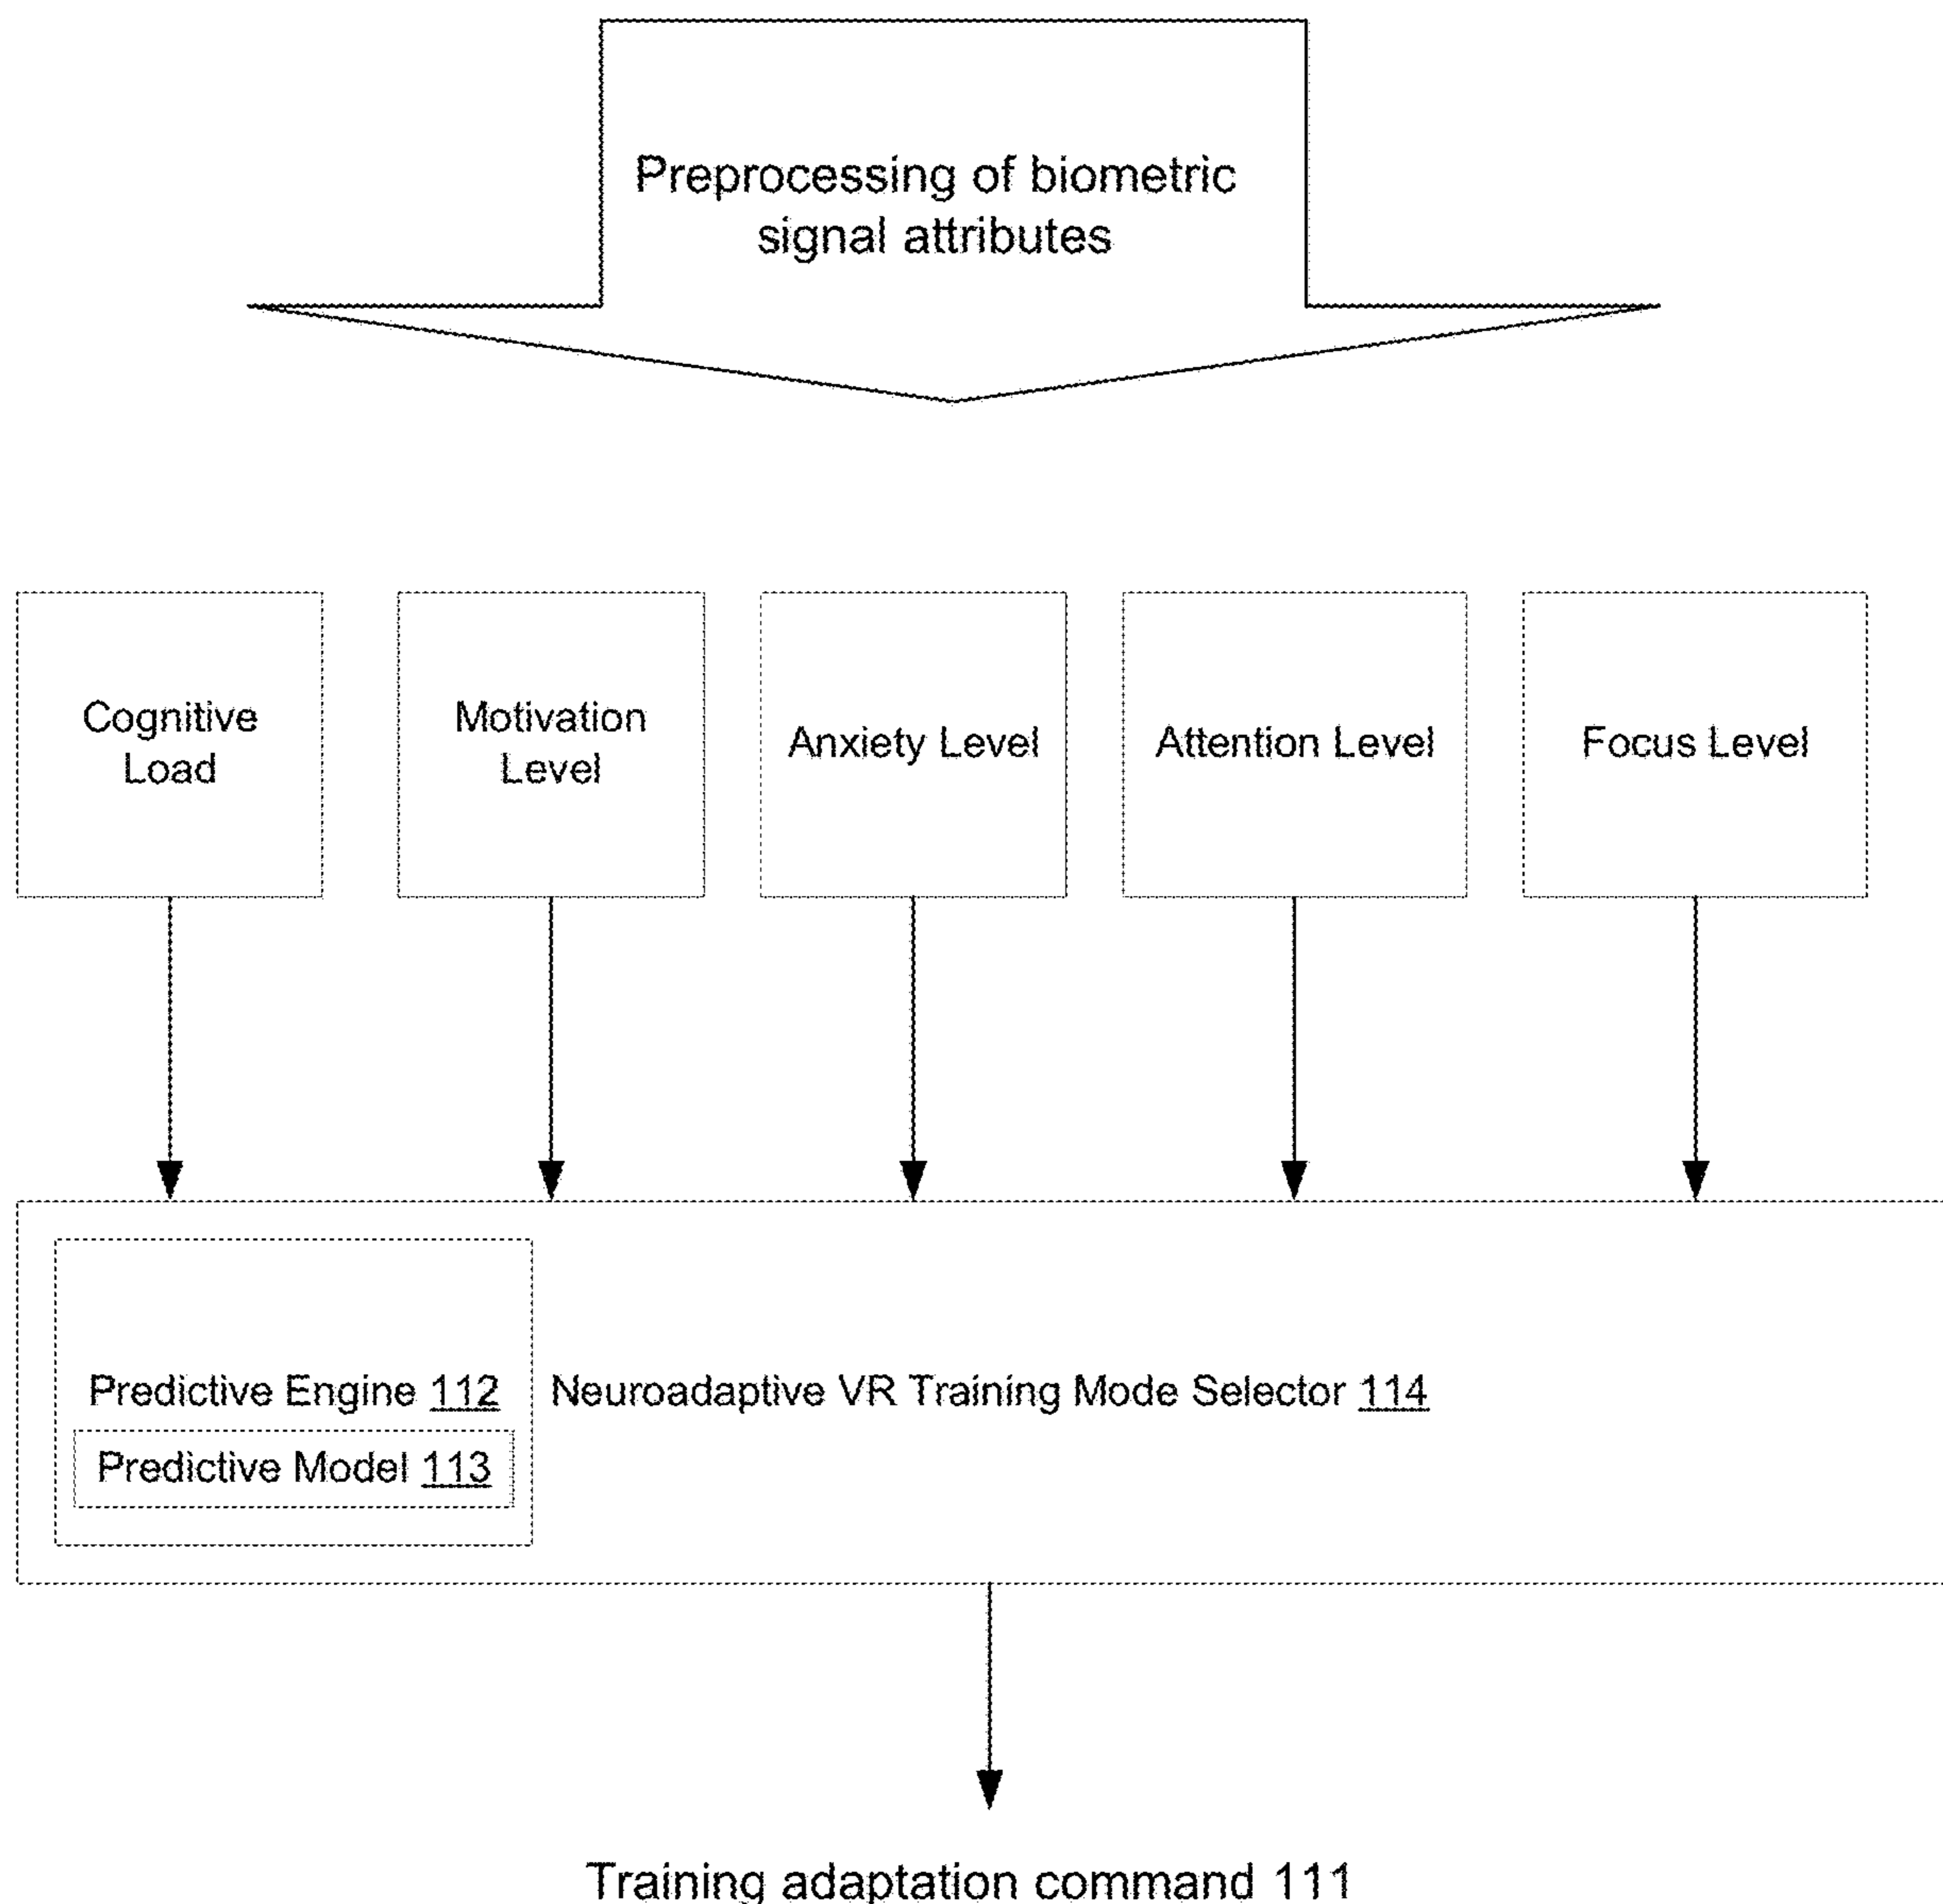 Preprocessing of biometric
signal attributes
Cognitive
Load
Motivation
Level
Anxiety Level
Attention Level
Focus Level
Predictive Engine 112
Neuroadaptive VR Training Mode Selector 114
Predictive Model 113
Training adaptation command 111